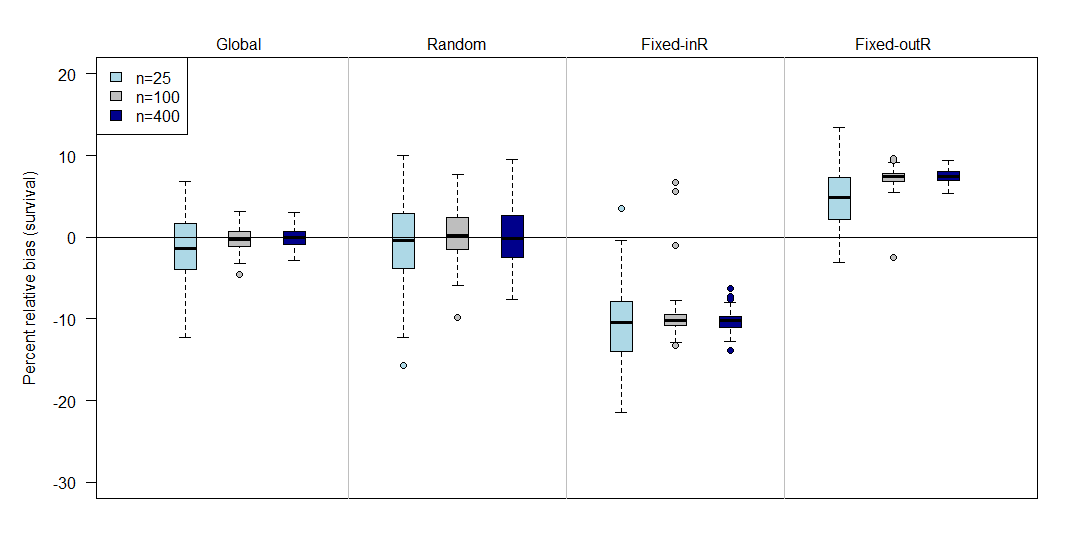 Global Random Fixed-inR Fixed-outR
n=25
n=100
n=400
20
10
0
-10
-20
-30
Percent relative bias (survival)